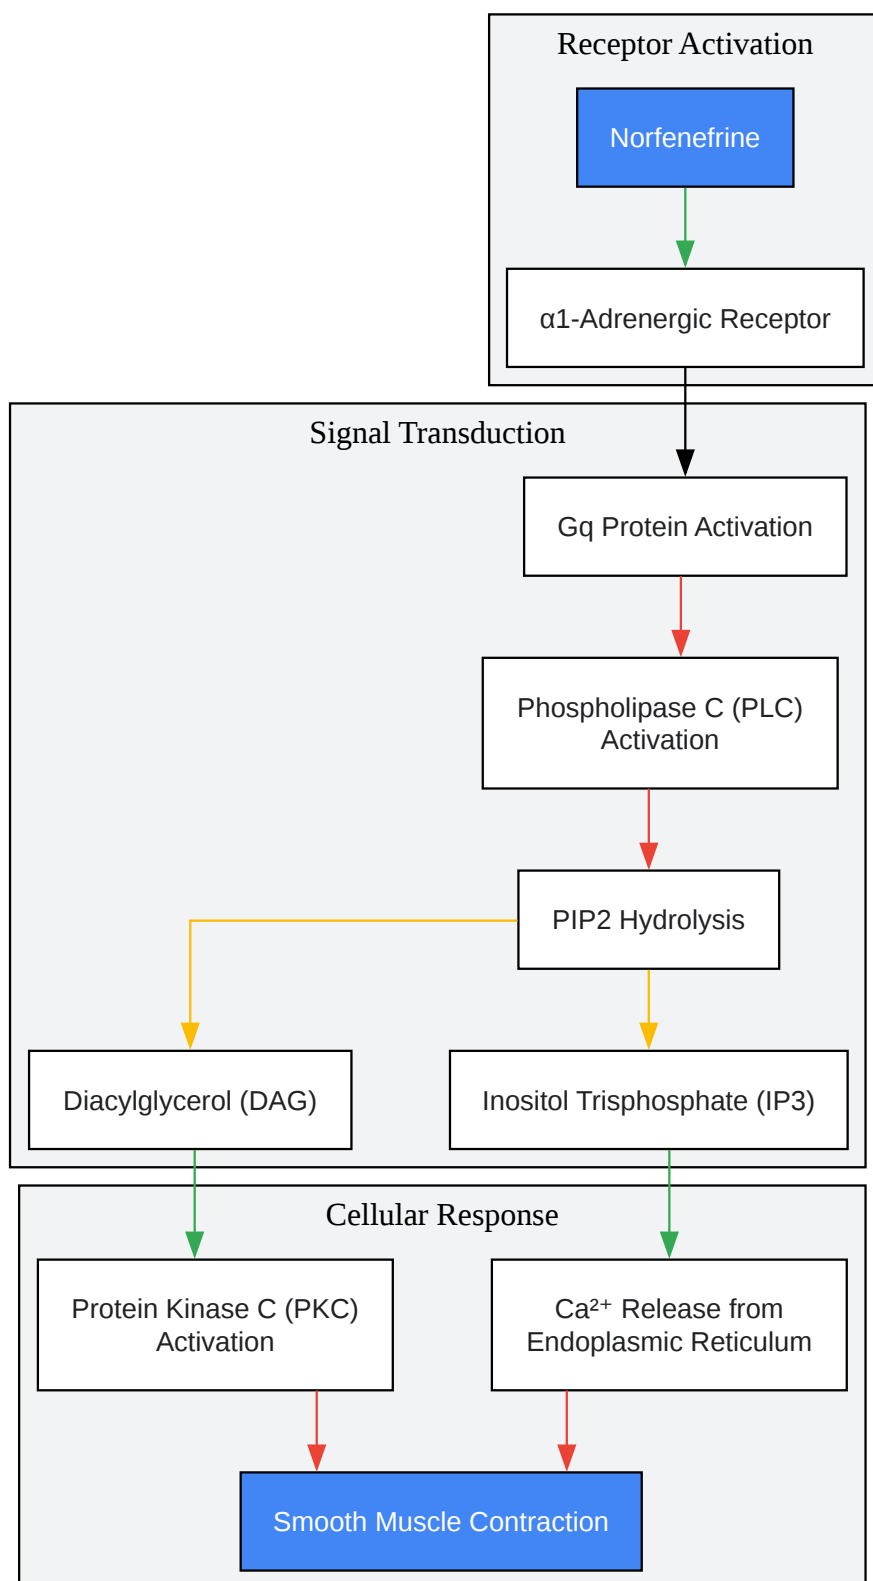 Receptor Activation
Norfenefrine
α1-Adrenergic Receptor
Signal Transduction
Gq Protein Activation
Phospholipase C (PLC)
Activation
PIP2 Hydrolysis
Diacylglycerol (DAG)
Inositol Trisphosphate (IP3)
Cellular Response
Protein Kinase C (PKC)
Activation
Ca²⁺ Release from
Endoplasmic Reticulum
Smooth Muscle Contraction